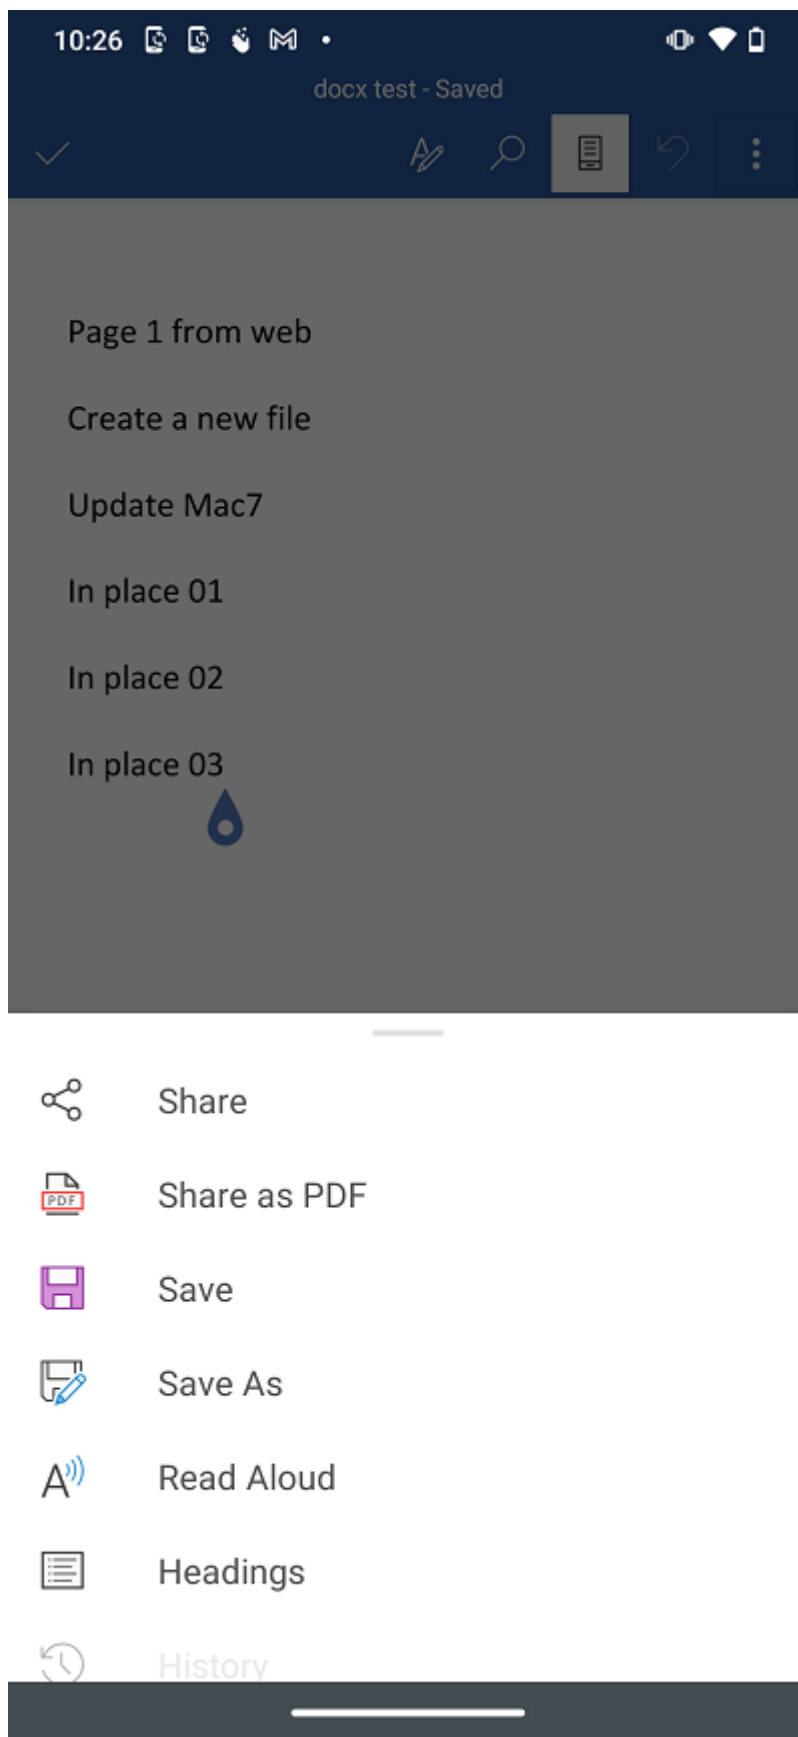 10:26
docx test - Saved
Page 1 from web
Create a new file
Update Mac7
In place 01
In place 02
In place 03
Share
PDF
Share as PDF
Save
Save As
Read Aloud
Headings
History